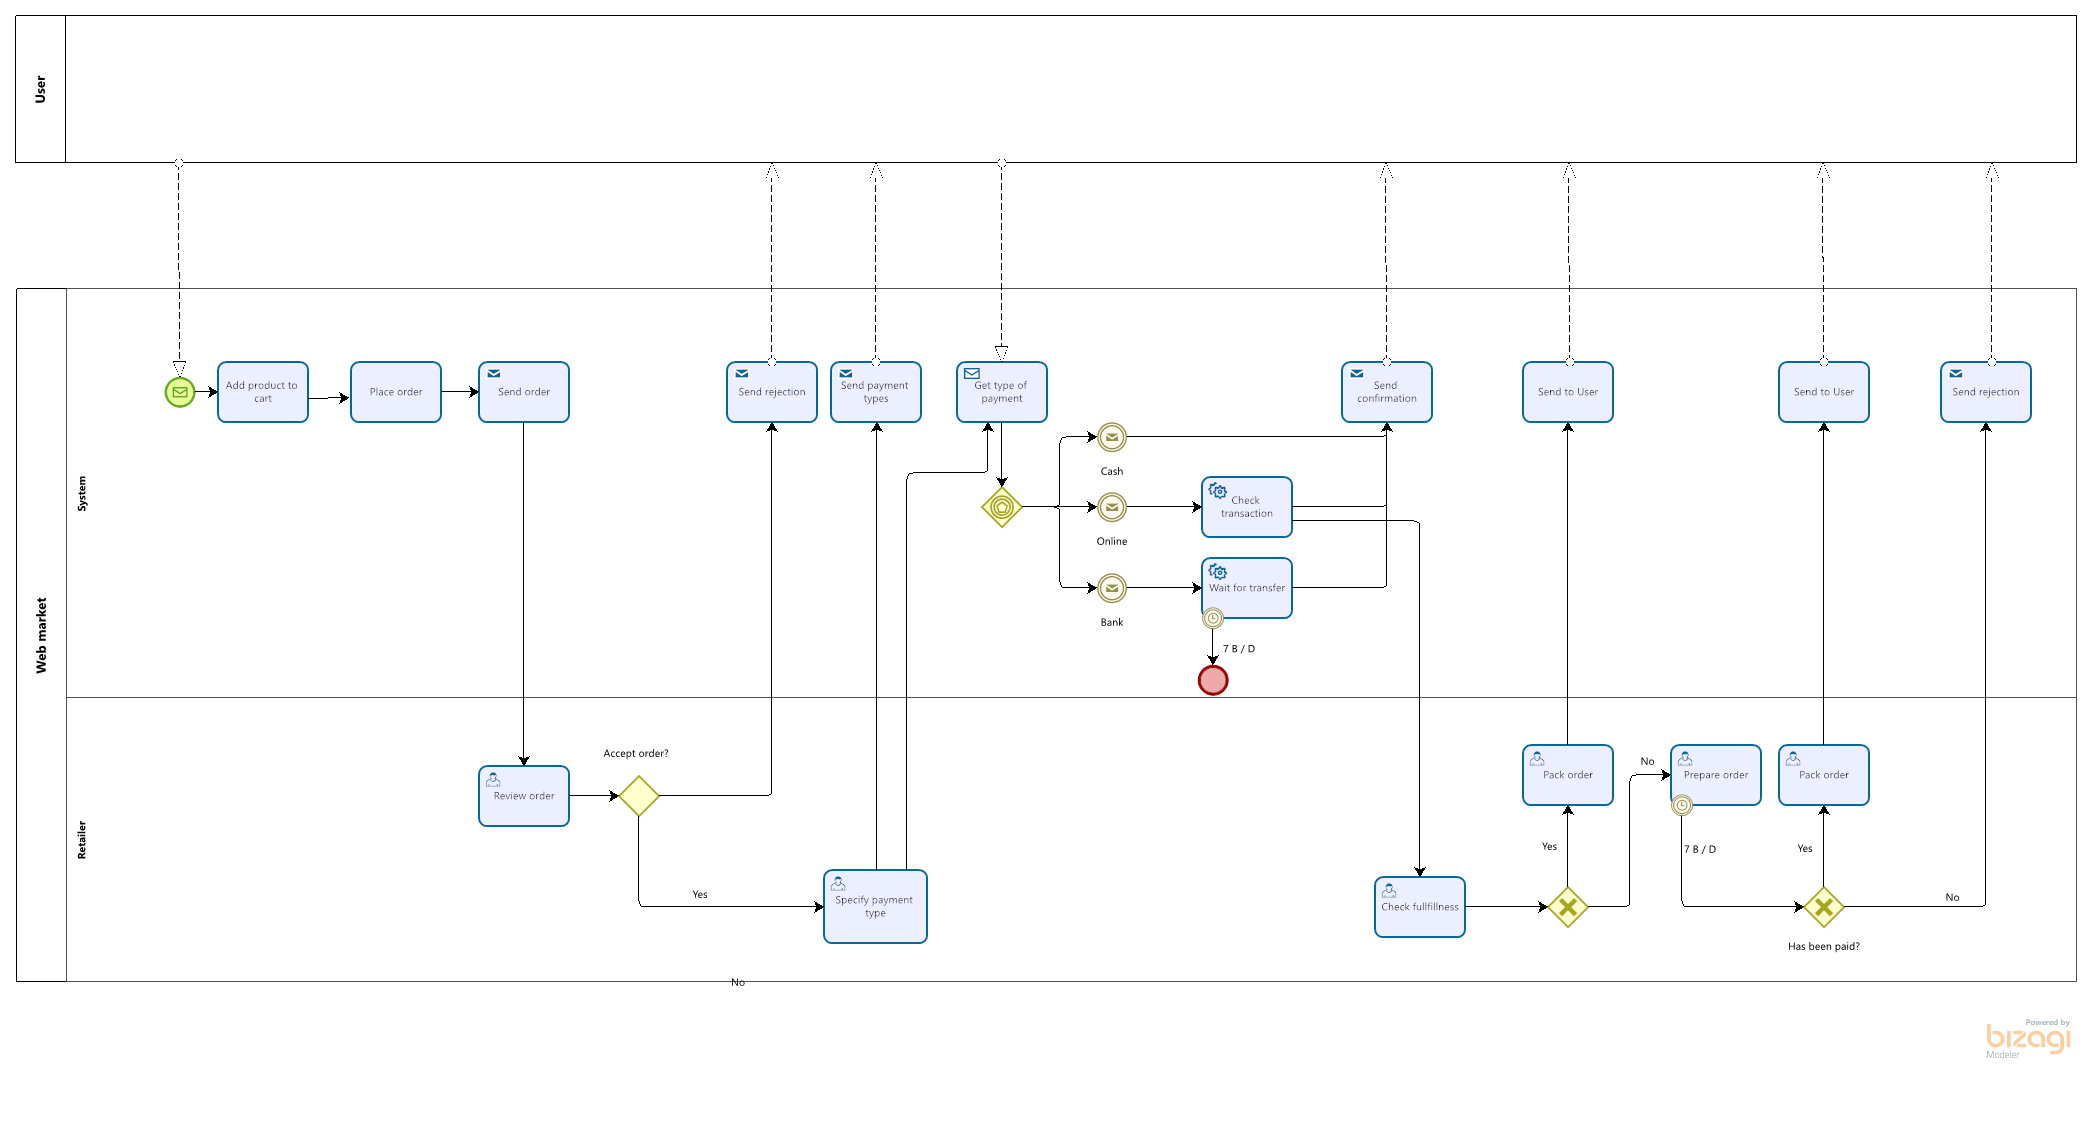 User
Web market
System
Retailer
Add product to
cart
Place order
Send order
Send rejection
Send payment
types
Get type of
payment
Send
confirmation
Send to User
Send to User
Send rejection
Cash
Online
Bank
Check
transaction
Wait for transfer
7 B / D
Accept order?
Review order
Yes
Specify payment
type
No
Check fullfillness
Pack order
Yes
No
Prepare order
7 B / D
Pack order
Yes
No
Has been paid?
Powered by
bizagi
Modeler